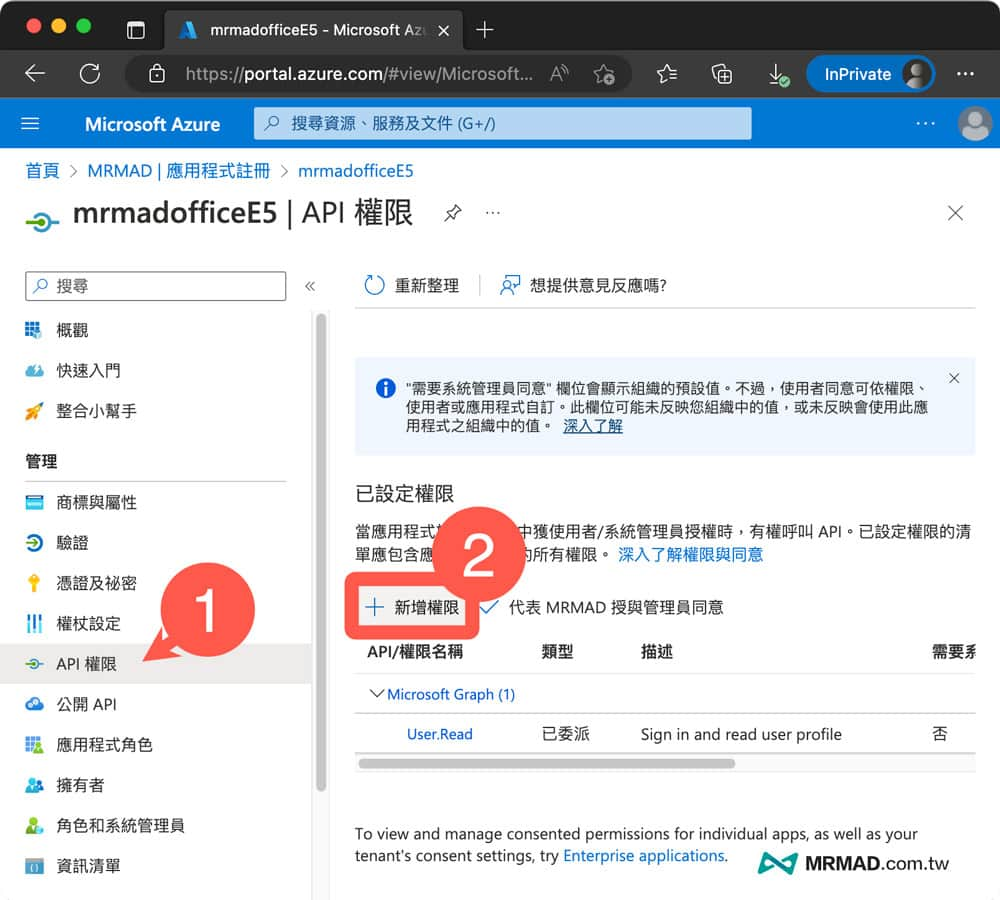 mrmadofficeE5 - Microsoft Azu
https://portal.azure.com/#view/Microsoft...
InPrivate
Microsoft Azure
搜尋資源、服務及文件 (G+/)
首頁 > MRMAD | 應用程式註冊 > mrmadofficeE5
mrmadofficeE5 | API 權限
搜尋
概觀
快速入門
整合小幫手
管理
商標與屬性
驗證
憑證及祕密
權杖設定
API 權限
公開 API
應用程式角色
擁有者
角色和系統管理員
資訊清單
1
重新整理
想提供意見反應嗎?
"需要系統管理員同意" 欄位會顯示組織的預設值。不過，使用者同意可依權限、
使用者或應用程式自訂。此欄位可能未反映您組織中的值，或未反映會使用此應
用程式之組織中的值。 深入了解
已設定權限
當應用程式 中獲使用者/系統管理員授權時，有權呼叫 API。已設定權限的清
單應包含應 的所有權限。 深入了解權限與同意
2
新增權限 代表 MRMAD 授與管理員同意
API/權限名稱 類型 描述 需要系
Microsoft Graph (1)
User.Read 已委派 Sign in and read user profile 否
To view and manage consented permissions for individual apps, as well as your
tenant's consent settings, try Enterprise applications.
MRMAD.com.tw